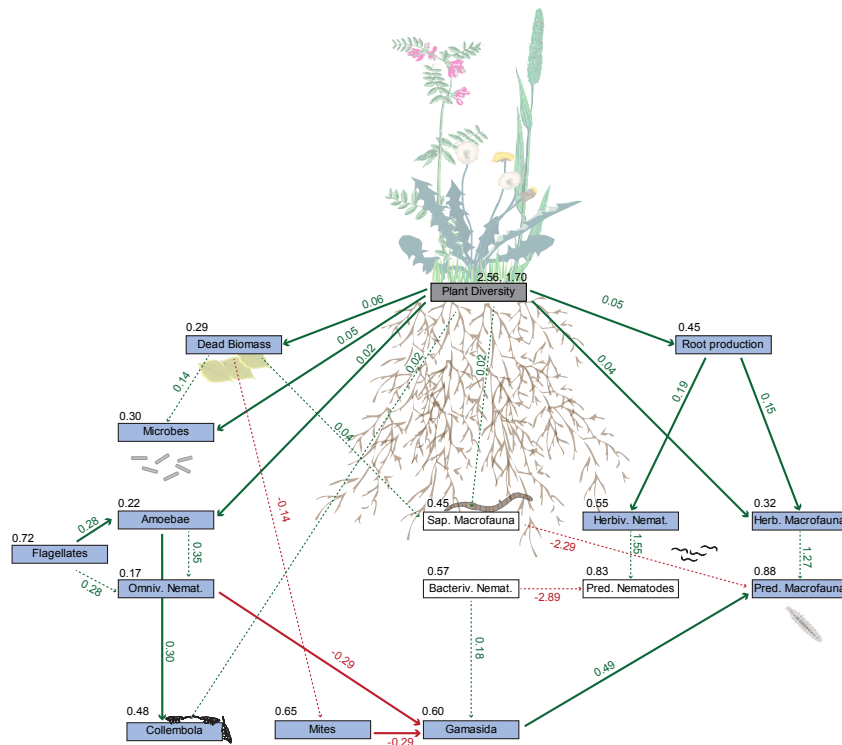 2.56, 1.70
Plant Diversity
0.06
0.05
0.05
0.02
0.02
0.02
0.04
0.29
Dead Biomass
0.45
Root production
0.14
0.04
-0.14
0.19
0.15
0.30
Microbes
0.22
Amoebae
0.45
Sap. Macrofauna
0.55
Herbiv. Nemat.
0.32
Herb. Macrofauna
0.28
0.72
Flagellates
0.35
-2.29
1.55
1.27
0.28
0.17
Omniv. Nemat.
0.57
Bacteriv. Nemat.
-2.89
0.83
Pred. Nematodes
0.88
Pred. Macrofauna
0.30
-0.29
0.18
0.49
0.48
Collembola
0.65
Mites
-0.29
0.60
Gamasida